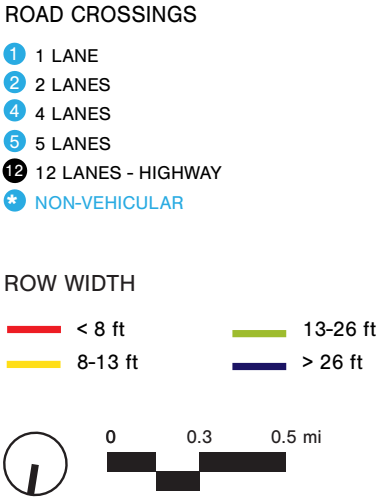 ROAD CROSSINGS
1 1 LANE
2 2 LANES
4 4 LANES
5 5 LANES
12 12 LANES - HIGHWAY
* NON-VEHICULAR
ROW WIDTH
< 8 ft 13-26 ft
8-13 ft > 26 ft
0 0.3 0.5 mi